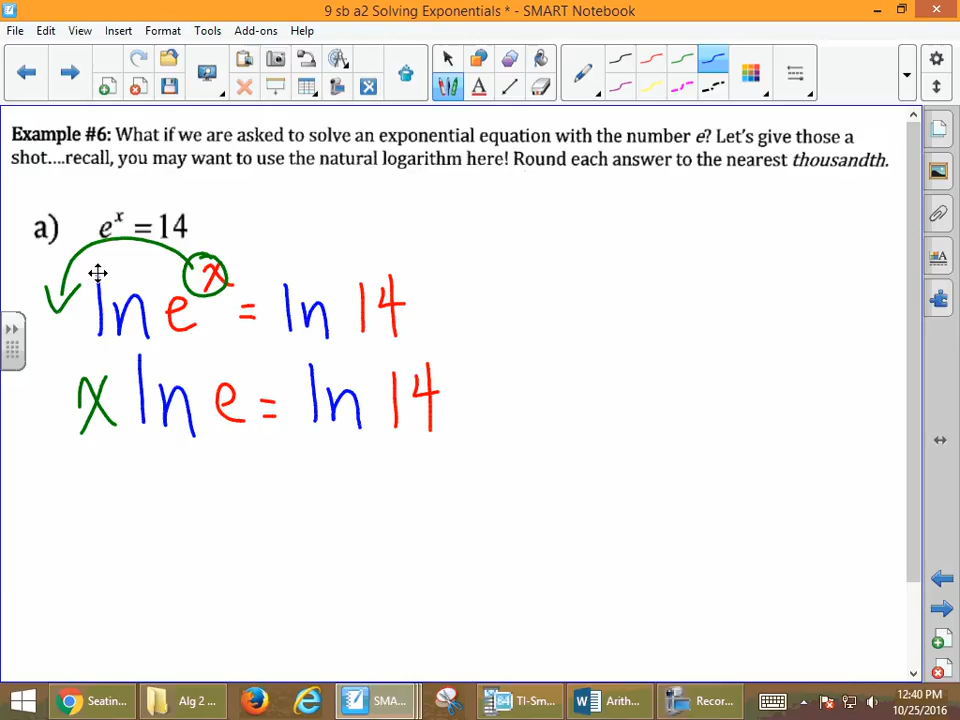 9 sb a2 Solving Exponentials * - SMART Notebook
File Edit View Insert Format Tools Add-ons Help
Example #6: What if we are asked to solve an exponential equation with the number e? Let's give those a
shot....recall, you may want to use the natural logarithm here! Round each answer to the nearest thousandth.
a) e^x = 14
ln e^x = ln 14
x ln e = ln 14
Seatin... Alg 2 ... SMA... TI-Sm... Arith... Recor... 12:40 PM
10/25/2016